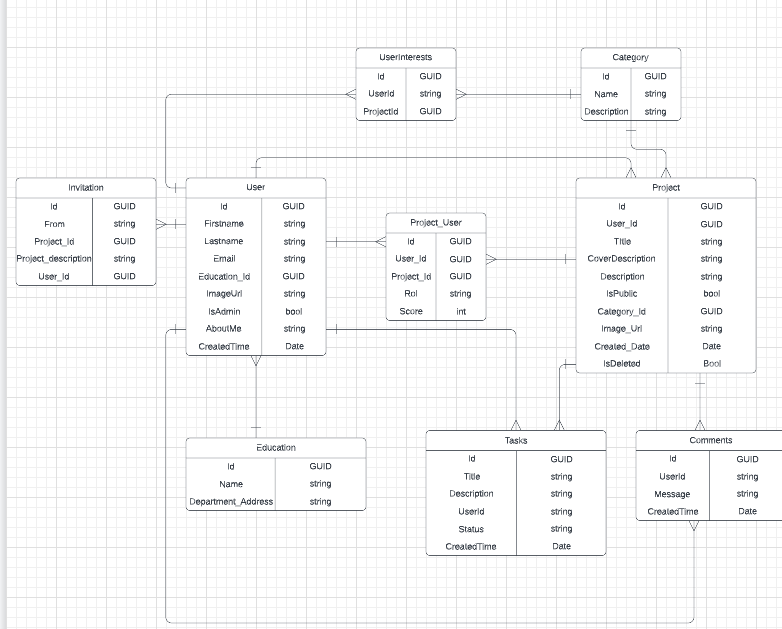 UserInterests
Id GUID
UserId string
ProjectId GUID
Category
Id GUID
Name string
Description string
Invitation
Id GUID
From string
Project_Id GUID
Project_description string
User_Id GUID
User
Id GUID
Firstname string
Lastname string
Email string
Education_Id GUID
ImageUrl string
IsAdmin bool
AboutMe string
CreatedTime Date
Project_User
Id GUID
User_Id GUID
Project_Id GUID
Rol string
Score int
Project
Id GUID
User_Id GUID
Title string
CoverDescription string
Description string
IsPublic bool
Category_Id GUID
Image_Url string
Created_Date Date
IsDeleted Bool
Education
Id GUID
Name string
Department_Address string
Tasks
Id GUID
Title string
Description string
UserId string
Status string
CreatedTime Date
Comments
Id GUID
UserId string
Message string
CreatedTime Date